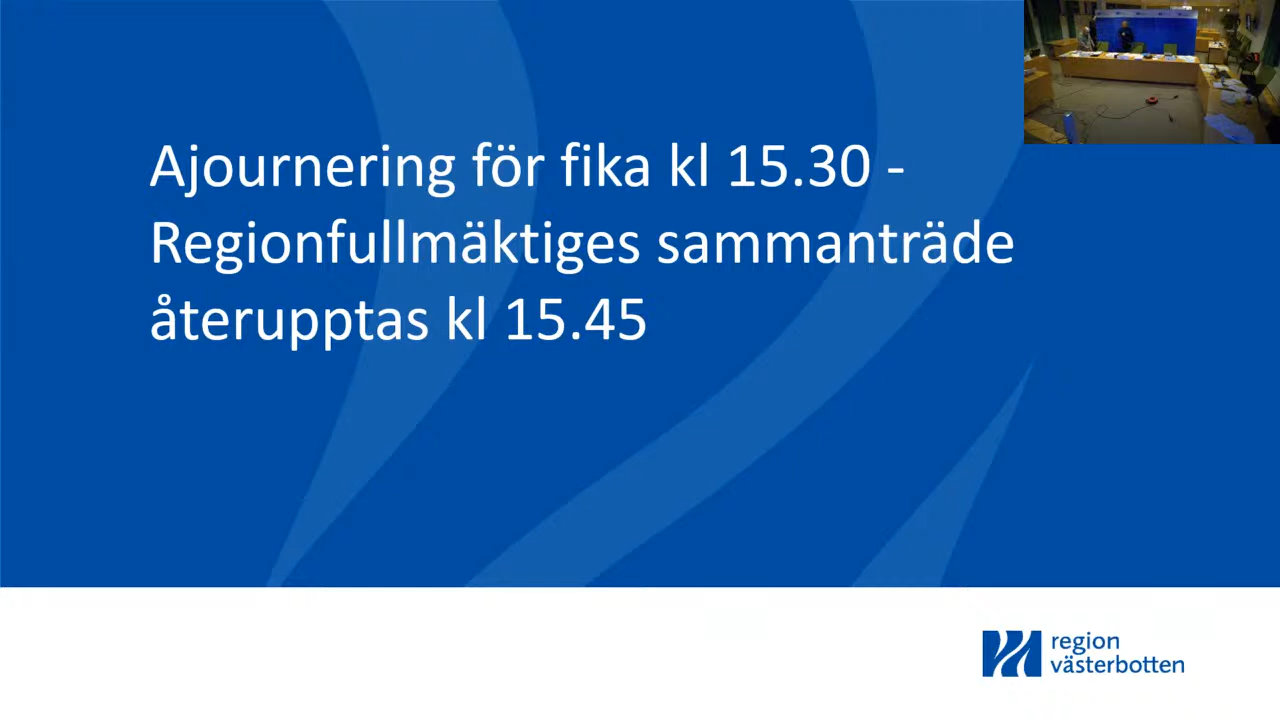 Ajournering för fika kl 15.30 -
Regionfullmäktiges sammanträde
återupptas kl 15.45
region
västerbotten